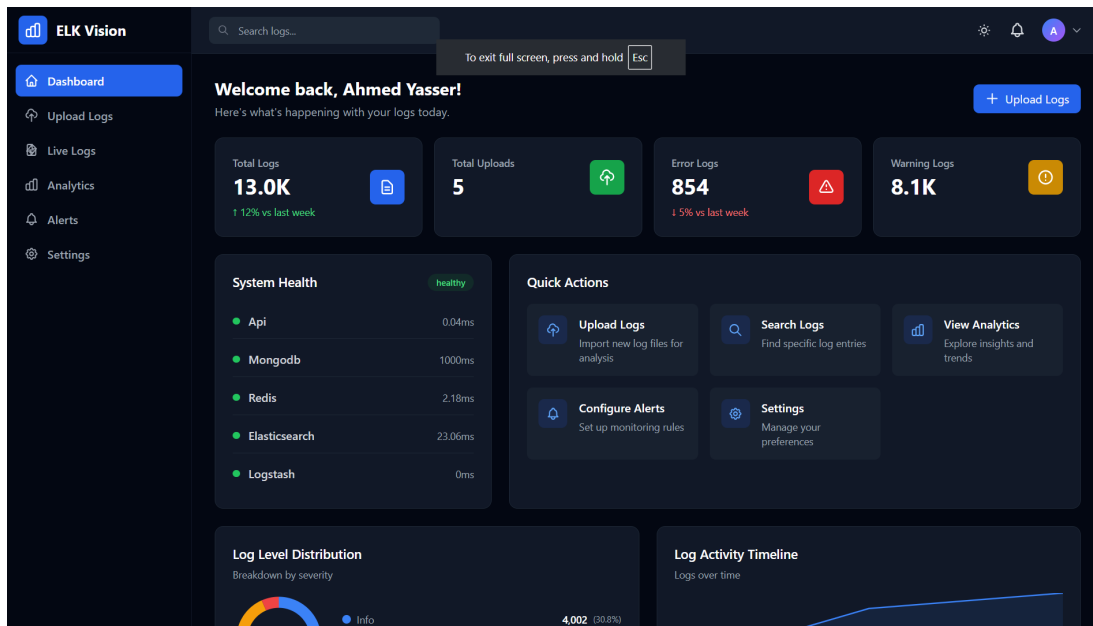 ELK Vision
Search logs...
A
To exit full screen, press and hold Esc
Dashboard
Upload Logs
Live Logs
Analytics
Alerts
Settings
Welcome back, Ahmed Yasser!
Here's what's happening with your logs today.
+ Upload Logs
Total Logs
13.0K
↑ 12% vs last week
Total Uploads
5
Error Logs
854
↓ 5% vs last week
Warning Logs
8.1K
System Health
healthy
Api 0.04ms
Mongodb 1000ms
Redis 2.18ms
Elasticsearch 23.06ms
Logstash 0ms
Quick Actions
Upload Logs
Import new log files for
analysis
Search Logs
Find specific log entries
View Analytics
Explore insights and
trends
Configure Alerts
Set up monitoring rules
Settings
Manage your
preferences
Log Level Distribution
Breakdown by severity
Info 4,002 (30.8%)
Log Activity Timeline
Logs over time